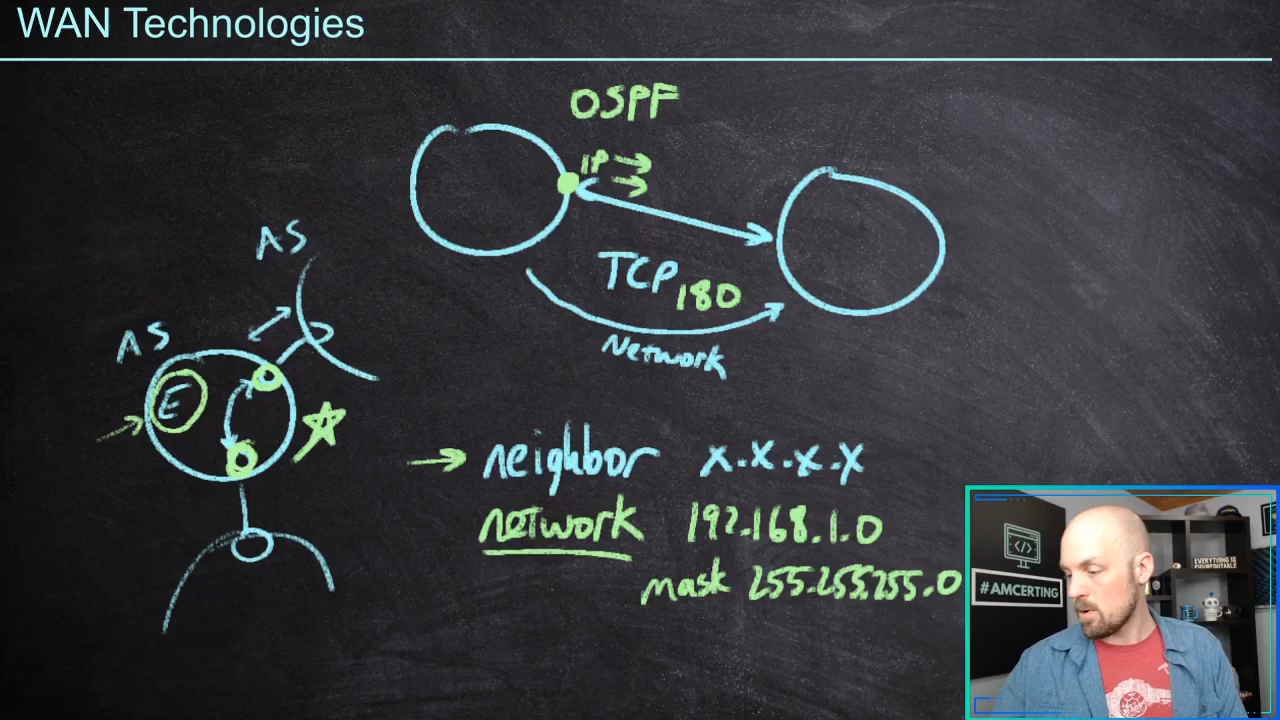 WAN Technologies
OSPF
IP
TCP 180
Network
AS
AS
E
neighbor x.x.x.x
network 192.168.1.0
mask 255.255.255.0
#AMCERTING
</>
EVERYTHING IS
FIGUREOUTABLE